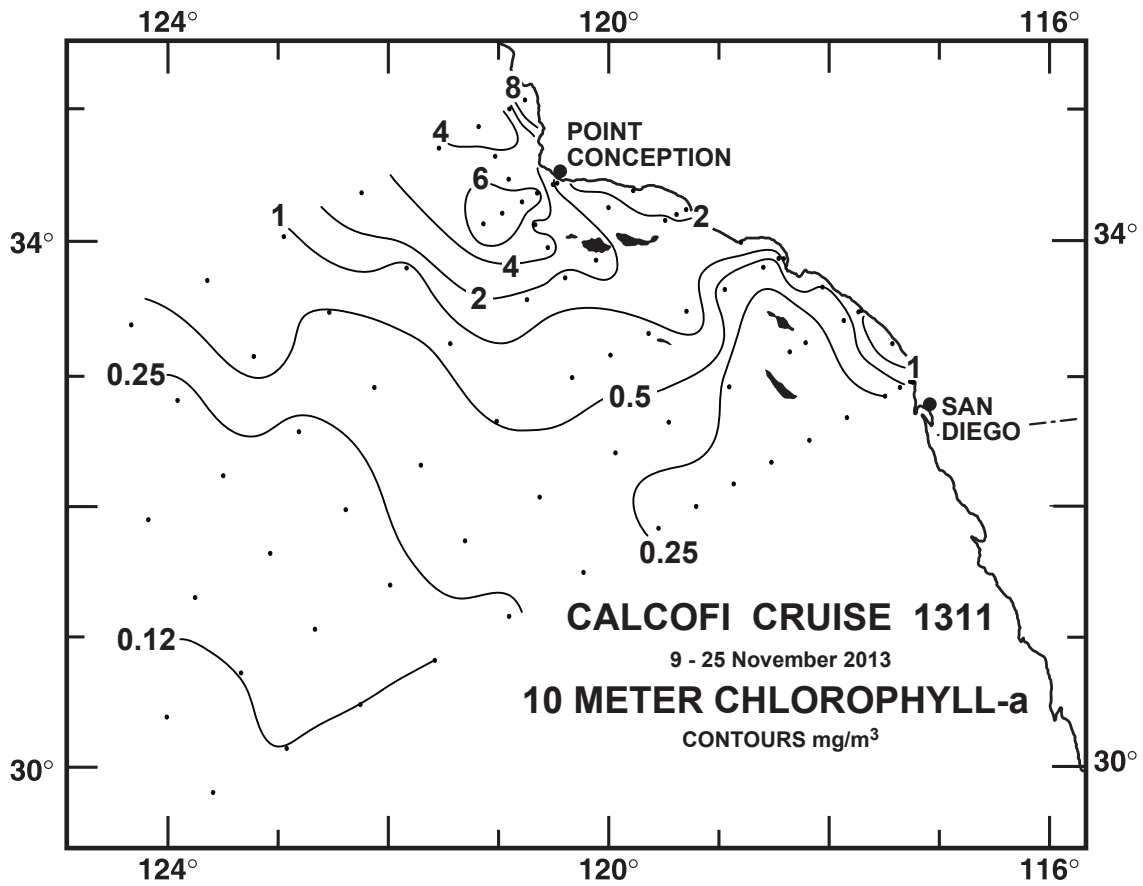 124° 120° 116°
8
4
POINT
CONCEPTION
6
1
2
34° 34°
4
2
0.25
0.5
1
SAN
DIEGO
0.25
CALCOFI CRUISE 1311
0.12
9 - 25 November 2013
10 METER CHLOROPHYLL-a
CONTOURS mg/m³
30° 30°
124° 120° 116°